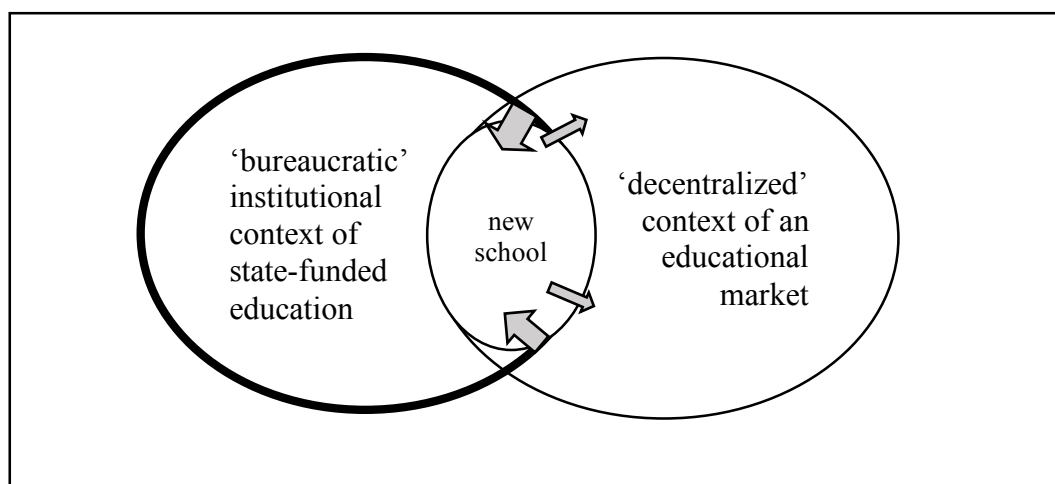 ‘bureaucratic’
institutional
context of
state-funded
education
new
school
‘decentralized’
context of an
educational
market